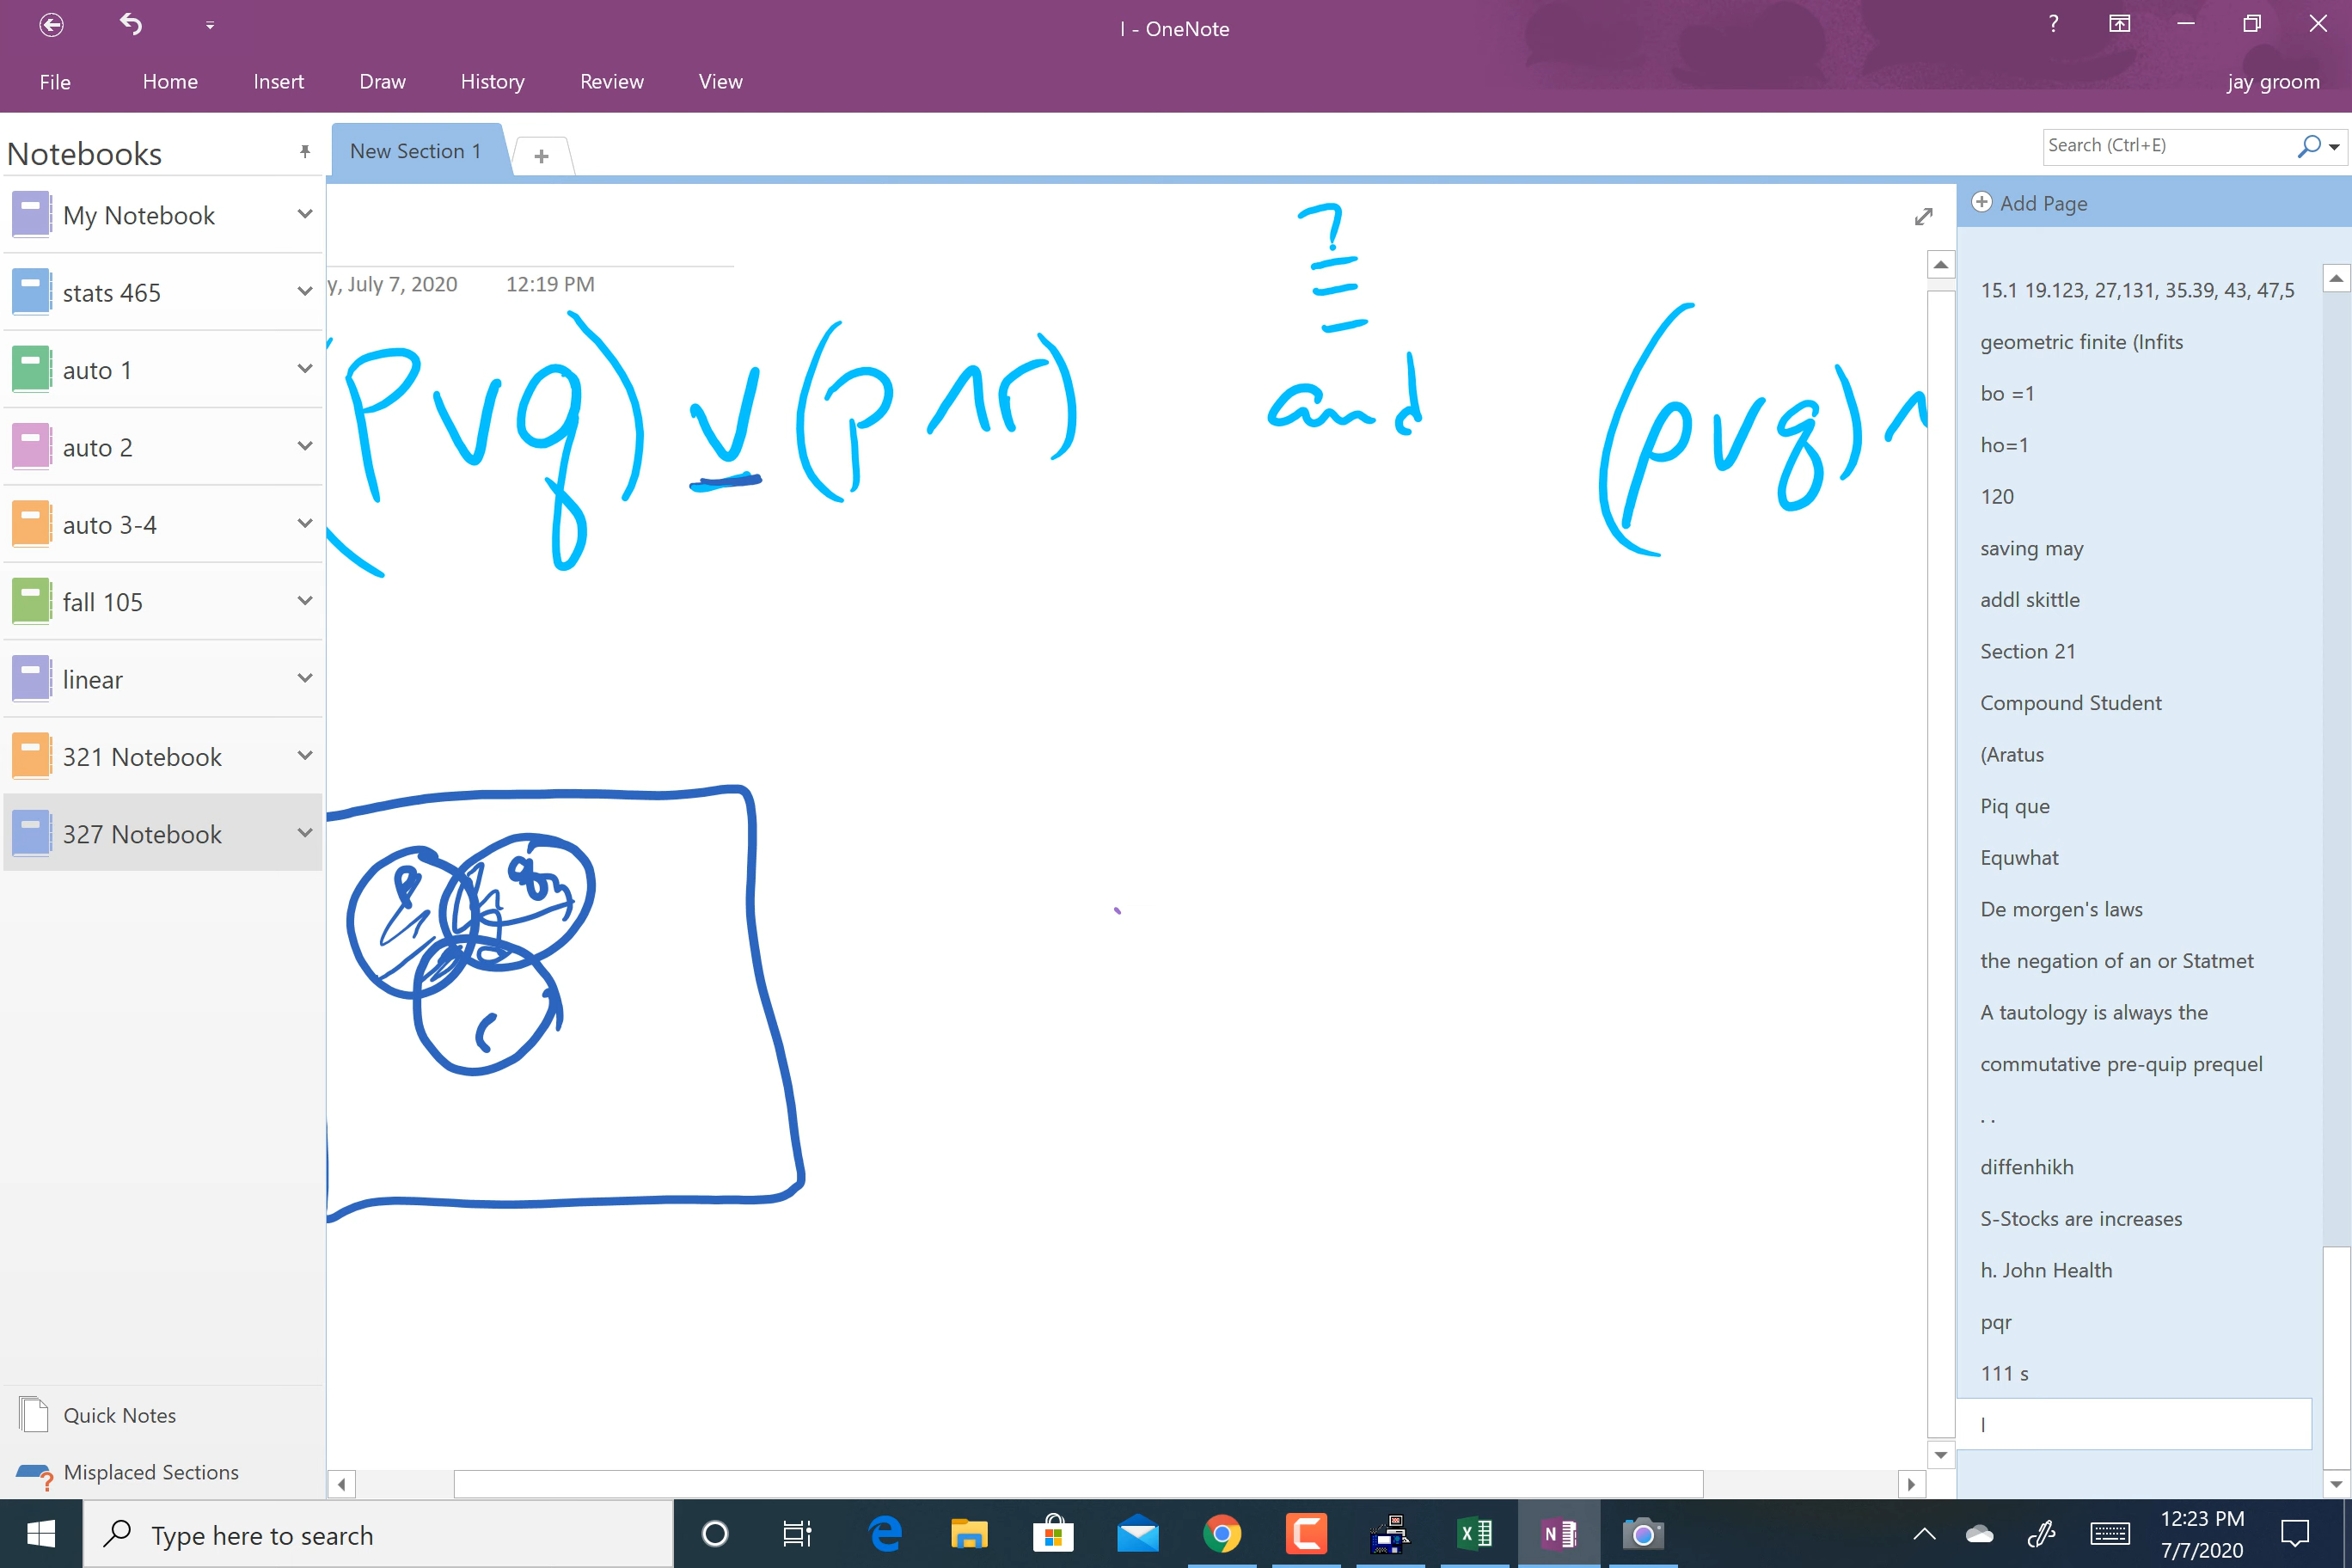 I - OneNote
File Home Insert Draw History Review View
jay groom
Notebooks
New Section 1
Search (Ctrl+E)
My Notebook
stats 465
auto 1
auto 2
auto 3-4
fall 105
linear
321 Notebook
327 Notebook
Quick Notes
Misplaced Sections
y, July 7, 2020 12:19 PM
?
≡
(P∨q) ∨ (p∧r) and (p∨q)∧
p
q
r
Add Page
15.1 19.123, 27,131, 35.39, 43, 47,5
geometric finite (Infits
bo =1
ho=1
120
saving may
addl skittle
Section 21
Compound Student
(Aratus
Piq que
Equwhat
De morgen's laws
the negation of an or Statmet
A tautology is always the
commutative pre-quip prequel
. .
diffenhikh
S-Stocks are increases
h. John Health
pqr
111 s
I
Type here to search
12:23 PM
7/7/2020